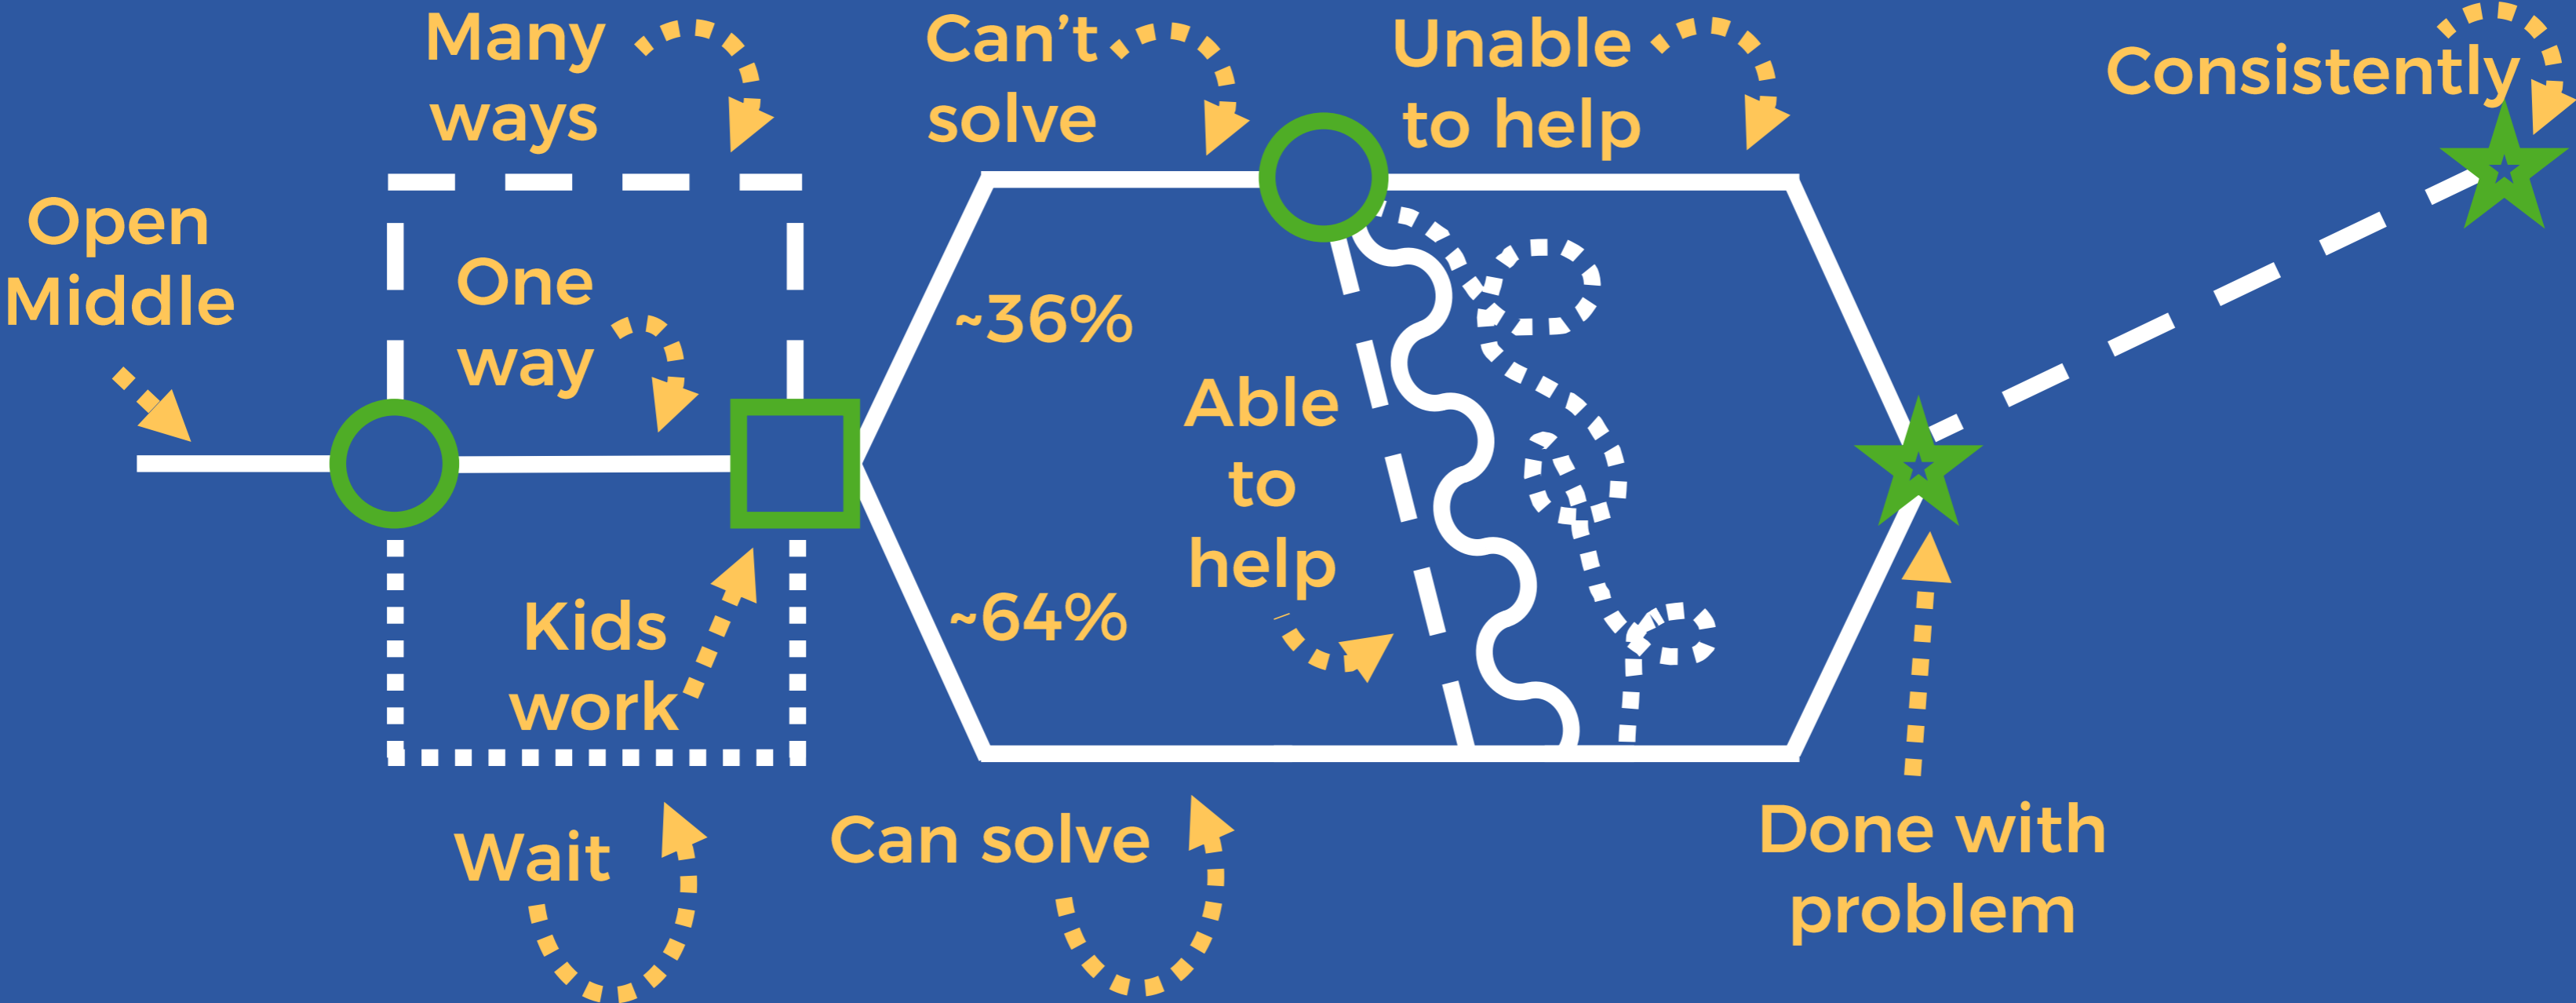 Many
ways
Can't
solve
Unable
to help
Consistently
Open
Middle
One
way
~36%
Able
to
help
~64%
Kids
work
Wait
Can solve
Done with
problem